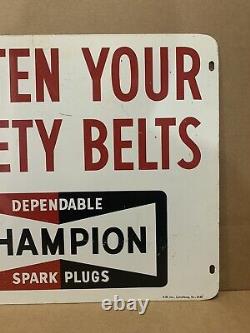 TEN YOUR
ETY BELTS
DEPENDABLE
HAMPION
SPARK PLUGS